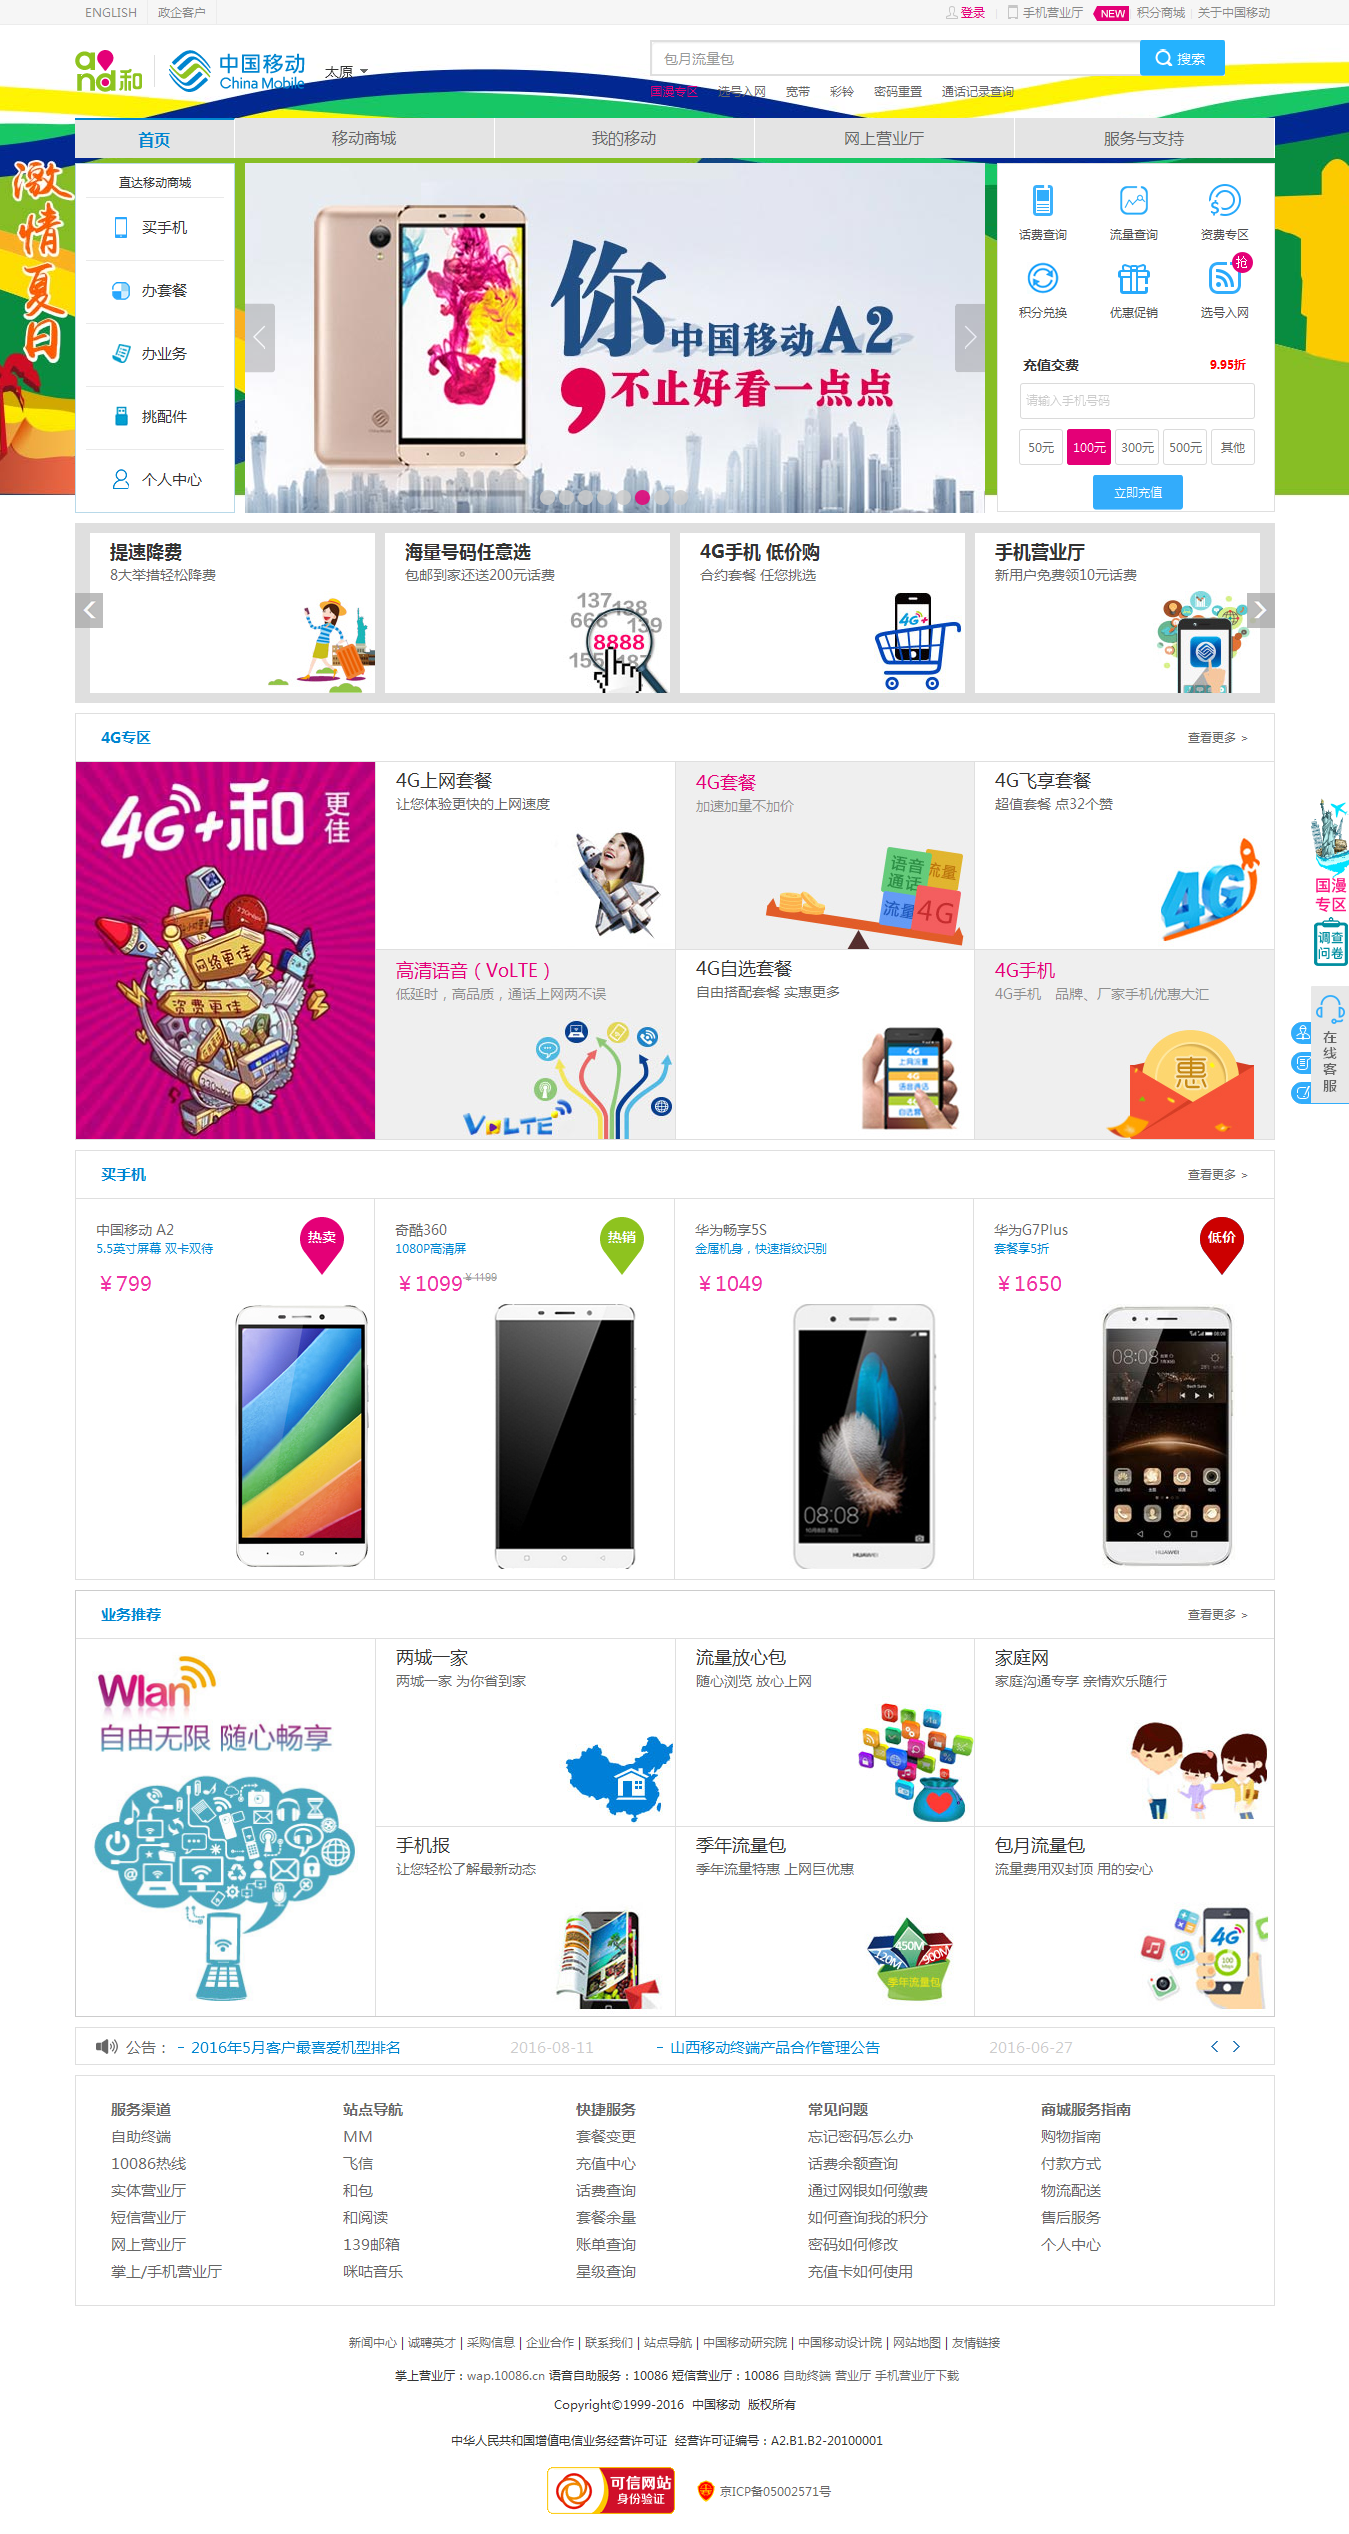 ENGLISH 政企客户 登录 手机营业厅 NEW 积分商城 关于中国移动
and和 中国移动 China Mobile 太原
包月流量包 搜索
国漫专区 选号入网 宽带 彩铃 密码重置 通话记录查询
首页 移动商城 我的移动 网上营业厅 服务与支持
激情夏日
直达移动商城
买手机
办套餐
办业务
挑配件
个人中心
你 中国移动A2
不止好看一点点
话费查询 流量查询 资费专区
抢
积分兑换 优惠促销 选号入网
充值交费 9.95折
请输入手机号码
50元 100元 300元 500元 其他
立即充值
提速降费 海量号码任意选 4G手机 低价购 手机营业厅
8大举措轻松降费 包邮到家还送200元话费 合约套餐 任您挑选 新用户免费领10元话费
137 138
666 139
8888
155 187
4G+
4G专区 查看更多 >
4G+和 更佳
网络更佳
资费更佳
4G上网套餐 4G套餐 4G飞享套餐
让您体验更快的上网速度 加速加量不加价 超值套餐 点32个赞
语音通话 流量
流量 4G
4G
高清语音（VoLTE） 4G自选套餐 4G手机
低延时，高品质，通话上网两不误 自由搭配套餐 实惠更多 4G手机 品牌、厂家手机优惠大汇
VoLTE
4G上网流量
4G语音通话
4G自选套
惠
国漫专区
调查问卷
在线客服
买手机 查看更多 >
中国移动 A2 热卖 奇酷360 热销 华为畅享5S 华为G7Plus 低价
5.5英寸屏幕 双卡双待 1080P高清屏 金属机身，快速指纹识别 套餐享5折
￥799 ￥1099 ￥1199 ￥1049 ￥1650
08:08
08:08
HUAWEI HUAWEI
业务推荐 查看更多 >
Wlan
自由无限 随心畅享
两城一家 流量放心包 家庭网
两城一家 为你省到家 随心浏览 放心上网 家庭沟通专享 亲情欢乐随行
手机报 季年流量包 包月流量包
让您轻松了解最新动态 季年流量特惠 上网巨优惠 流量费用双封顶 用的安心
120M 450M 900M
季年流量包
4G
公告： - 2016年5月客户最喜爱机型排名 2016-08-11 - 山西移动终端产品合作管理公告 2016-06-27
服务渠道 站点导航 快捷服务 常见问题 商城服务指南
自助终端 MM 套餐变更 忘记密码怎么办 购物指南
10086热线 飞信 充值中心 话费余额查询 付款方式
实体营业厅 和包 话费查询 通过网银如何缴费 物流配送
短信营业厅 和阅读 套餐余量 如何查询我的积分 售后服务
网上营业厅 139邮箱 账单查询 密码如何修改 个人中心
掌上/手机营业厅 咪咕音乐 星级查询 充值卡如何使用
新闻中心 | 诚聘英才 | 采购信息 | 企业合作 | 联系我们 | 站点导航 | 中国移动研究院 | 中国移动设计院 | 网站地图 | 友情链接
掌上营业厅：wap.10086.cn 语音自助服务：10086 短信营业厅：10086 自助终端 营业厅 手机营业厅下载
Copyright©1999-2016 中国移动 版权所有
中华人民共和国增值电信业务经营许可证 经营许可证编号：A2.B1.B2-20100001
可信网站
身份验证
京ICP备05002571号